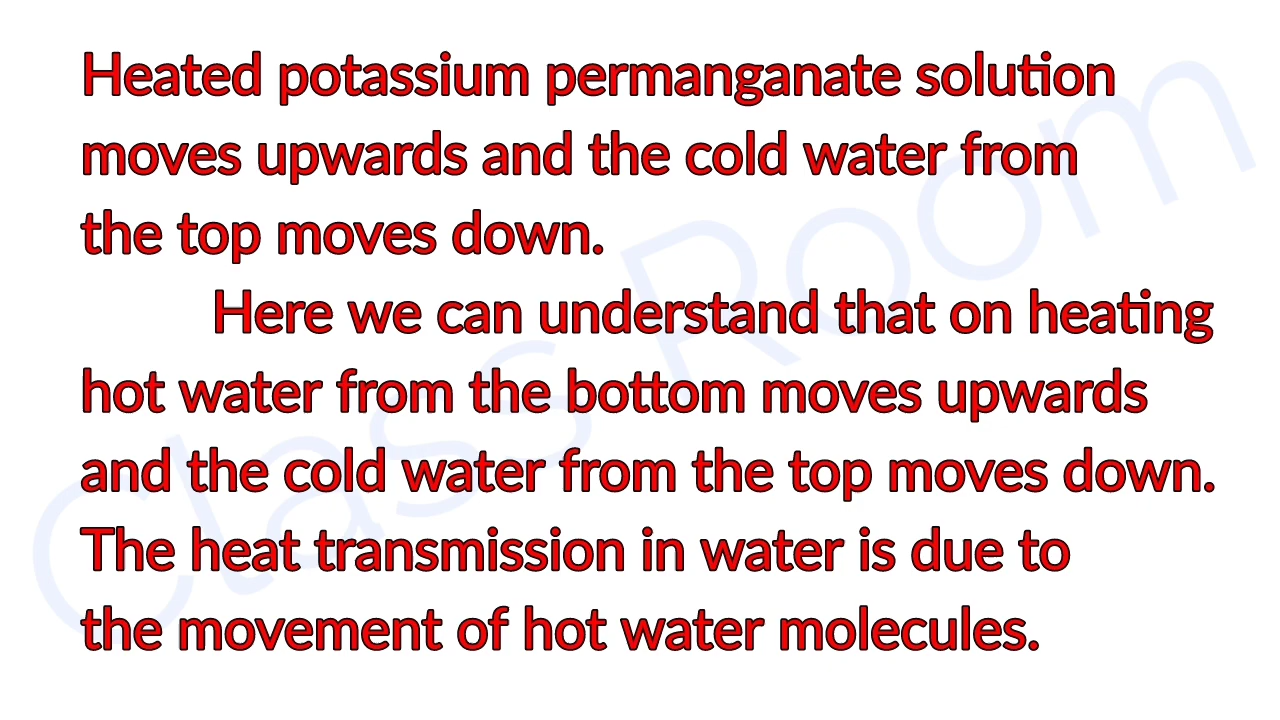 Heated potassium permanganate solution
moves upwards and the cold water from
the top moves down.
Here we can understand that on heating
hot water from the bottom moves upwards
and the cold water from the top moves down.
The heat transmission in water is due to
the movement of hot water molecules.
Class Room